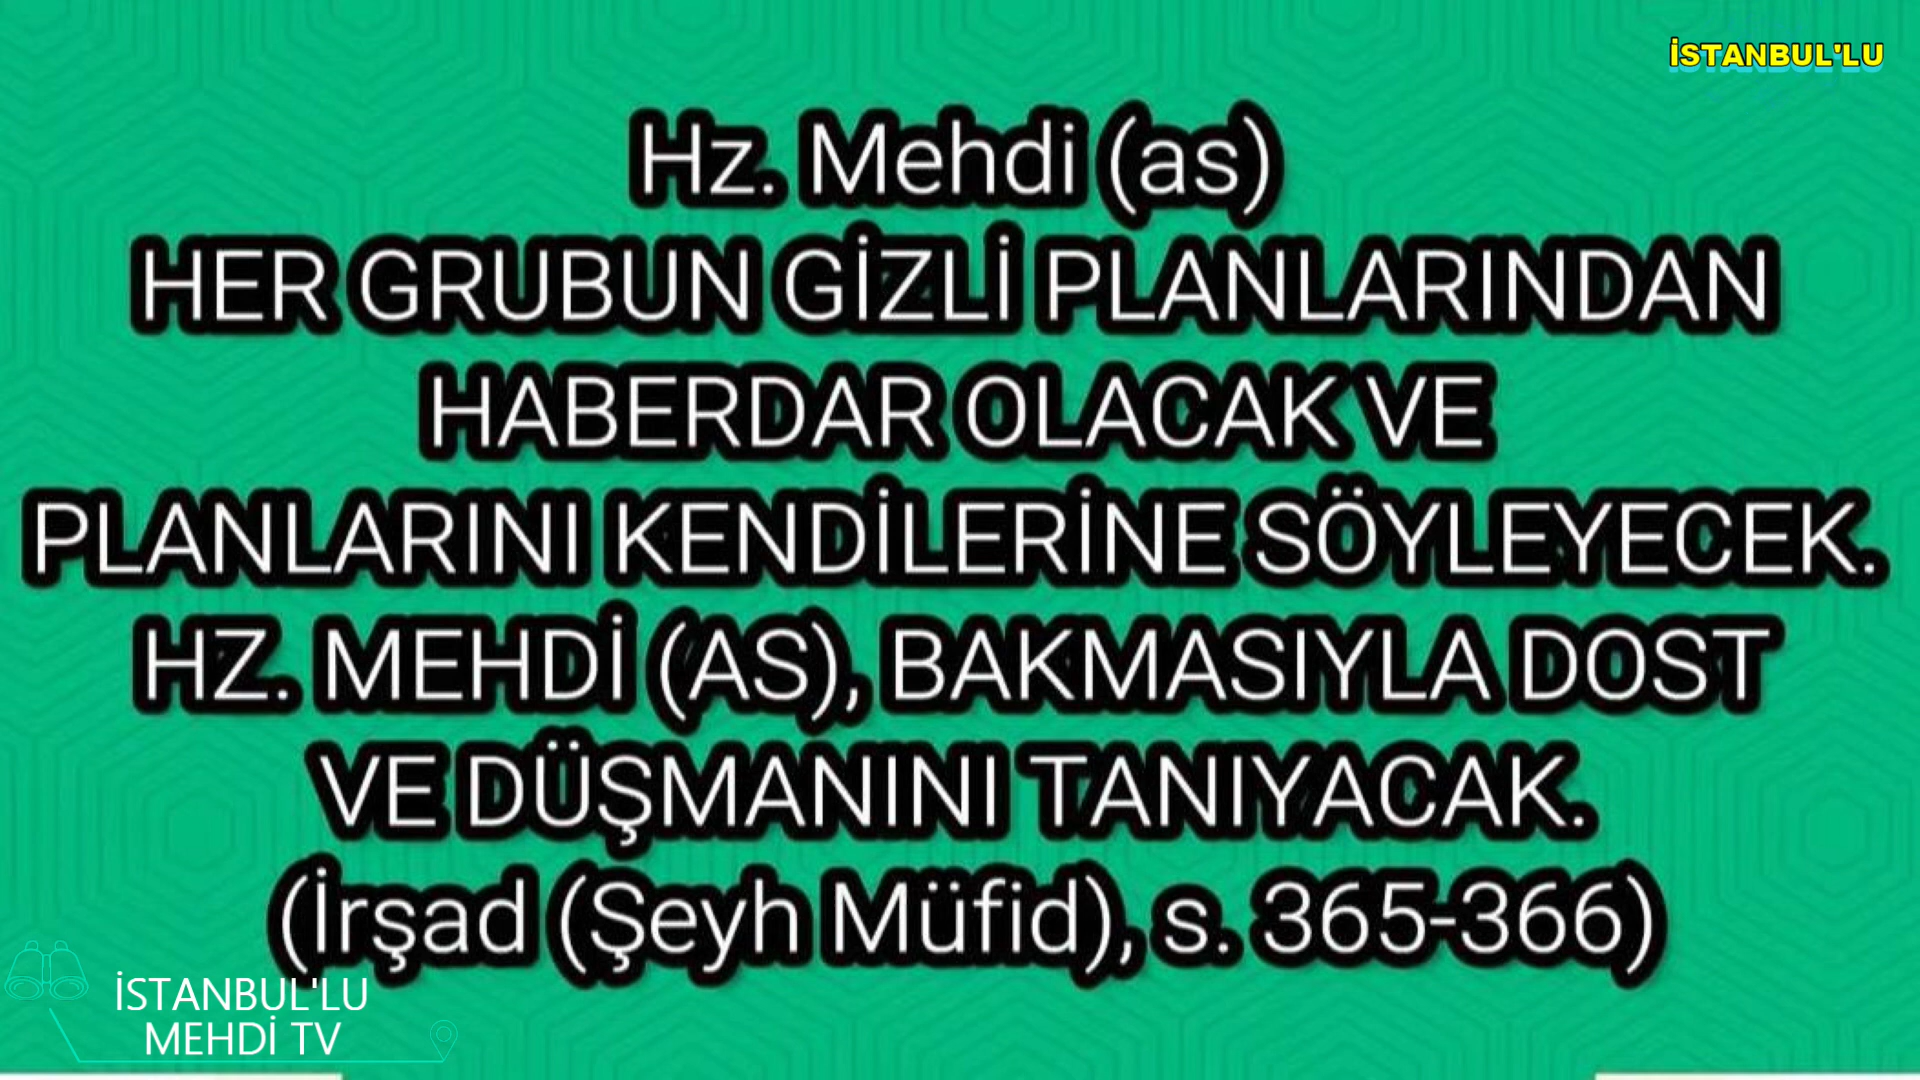 İSTANBUL'LU
Hz. Mehdi (as)
HER GRUBUN GİZLİ PLANLARINDAN
HABERDAR OLACAK VE
PLANLARINI KENDİLERİNE SÖYLEYECEK.
HZ. MEHDİ (AS), BAKMASIYLA DOST
VE DÜŞMANINI TANIYACAK.
(İrşad (Şeyh Müfid), s. 365-366)
İSTANBUL'LU
MEHDİ TV